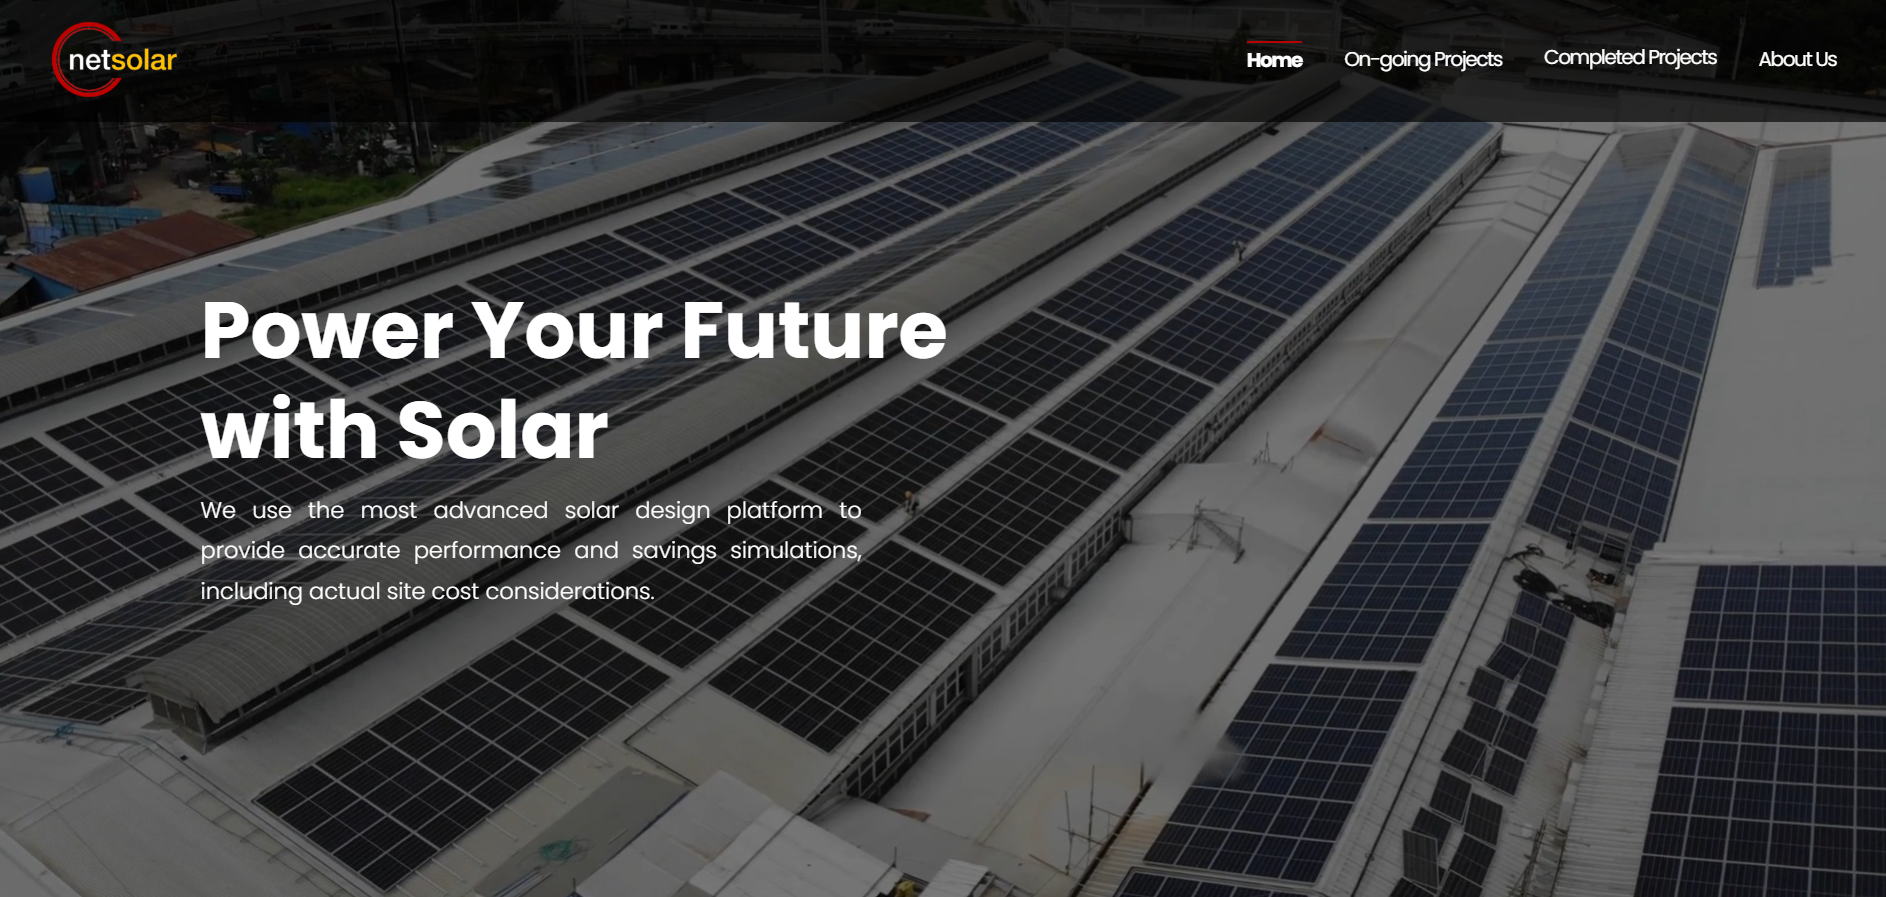 netsolar
Home
On-going Projects
Completed Projects
About Us
Power Your Future
with Solar
We use the most advanced solar design platform to
provide accurate performance and savings simulations,
including actual site cost considerations.